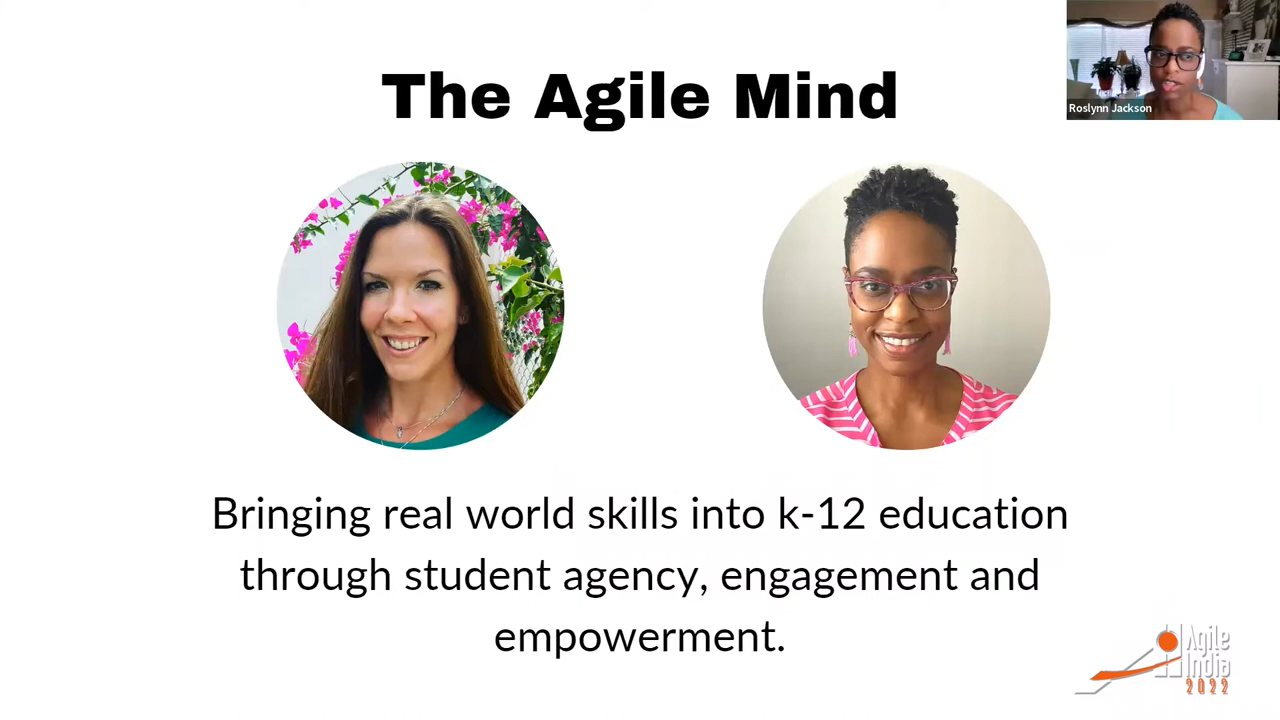 The Agile Mind
Roslynn Jackson
Bringing real world skills into k-12 education
through student agency, engagement and
empowerment.
Agile
India
2022